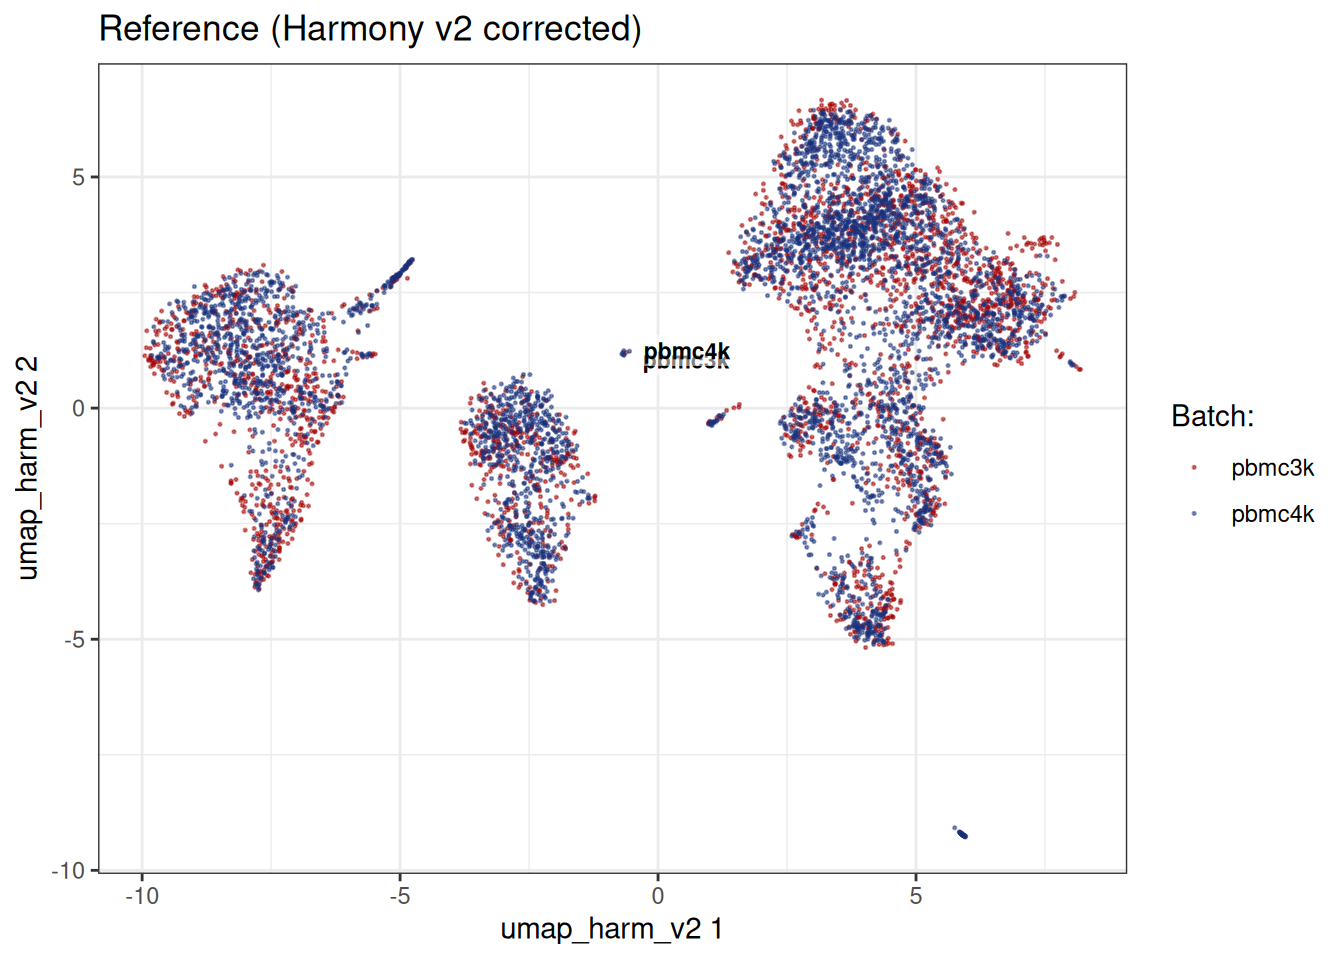 Reference (Harmony v2 corrected)
5
0
-5
-10
umap_harm_v2 2
pbmc4k
pbmc3k
-10
-5
0
5
umap_harm_v2 1
Batch:
pbmc3k
pbmc4k